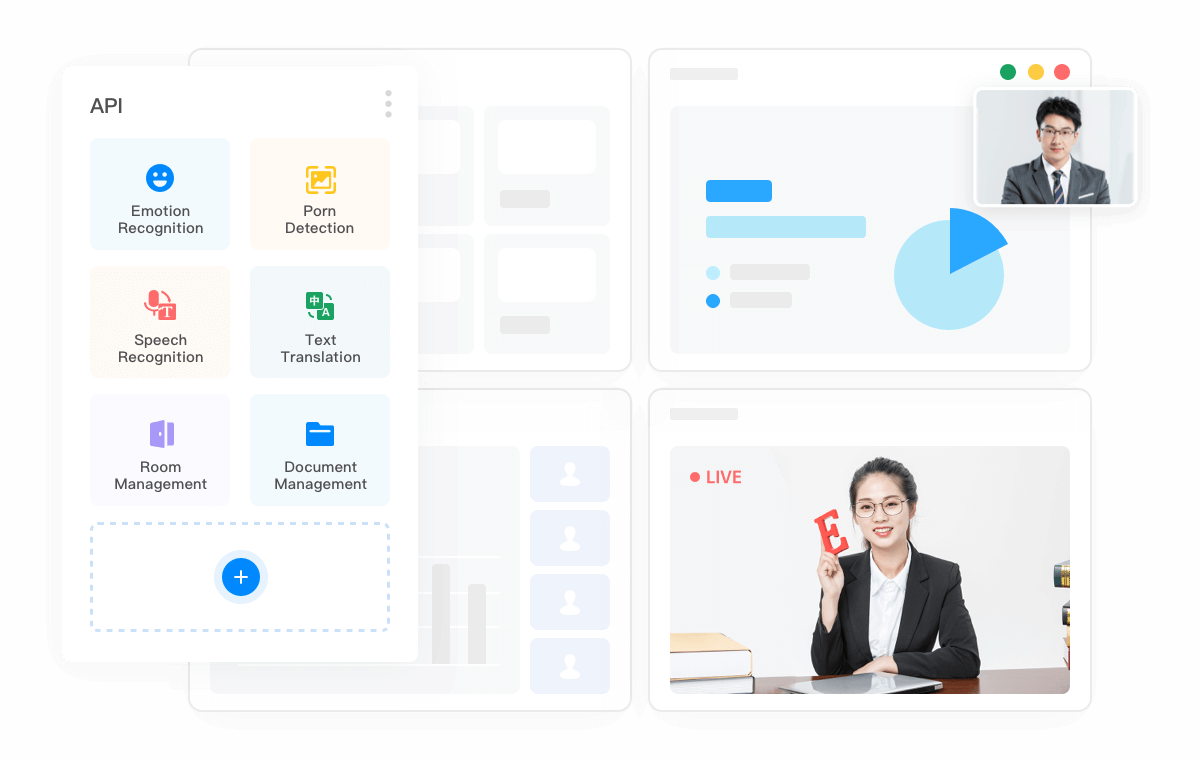 API
Emotion
Recognition
Porn
Detection
T
Speech
Recognition
中
A
Text
Translation
Room
Management
Document
Management
LIVE
E